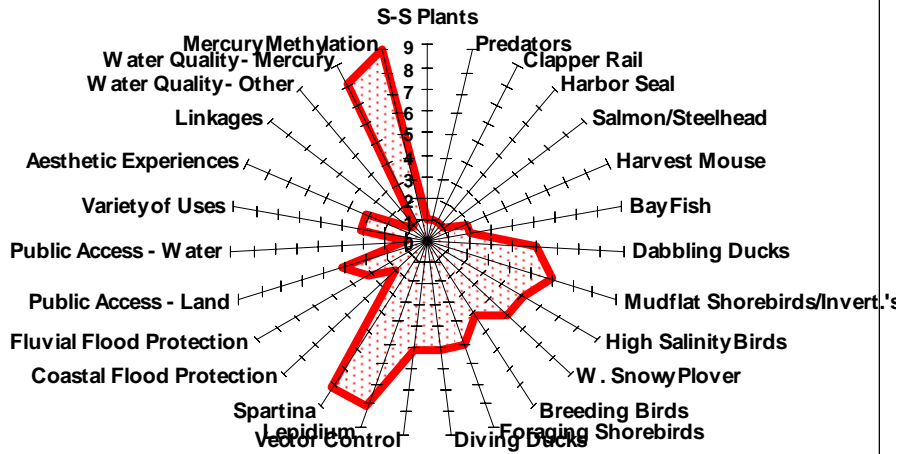 S-S Plants
Mercury Methylation
Predators
Water Quality - Mercury
Clapper Rail
Water Quality - Other
Harbor Seal
Linkages
Salmon/Steelhead
Aesthetic Experiences
Harvest Mouse
Variety of Uses
Bay Fish
Public Access - Water
Dabbling Ducks
Public Access - Land
Mudflat Shorebirds/Invert.'s
Fluvial Flood Protection
High Salinity Birds
Coastal Flood Protection
W. Snowy Plover
Spartina
Breeding Birds
Lepidium
Foraging Shorebirds
Vector Control
Diving Ducks
9
8
7
6
5
4
3
2
1
0